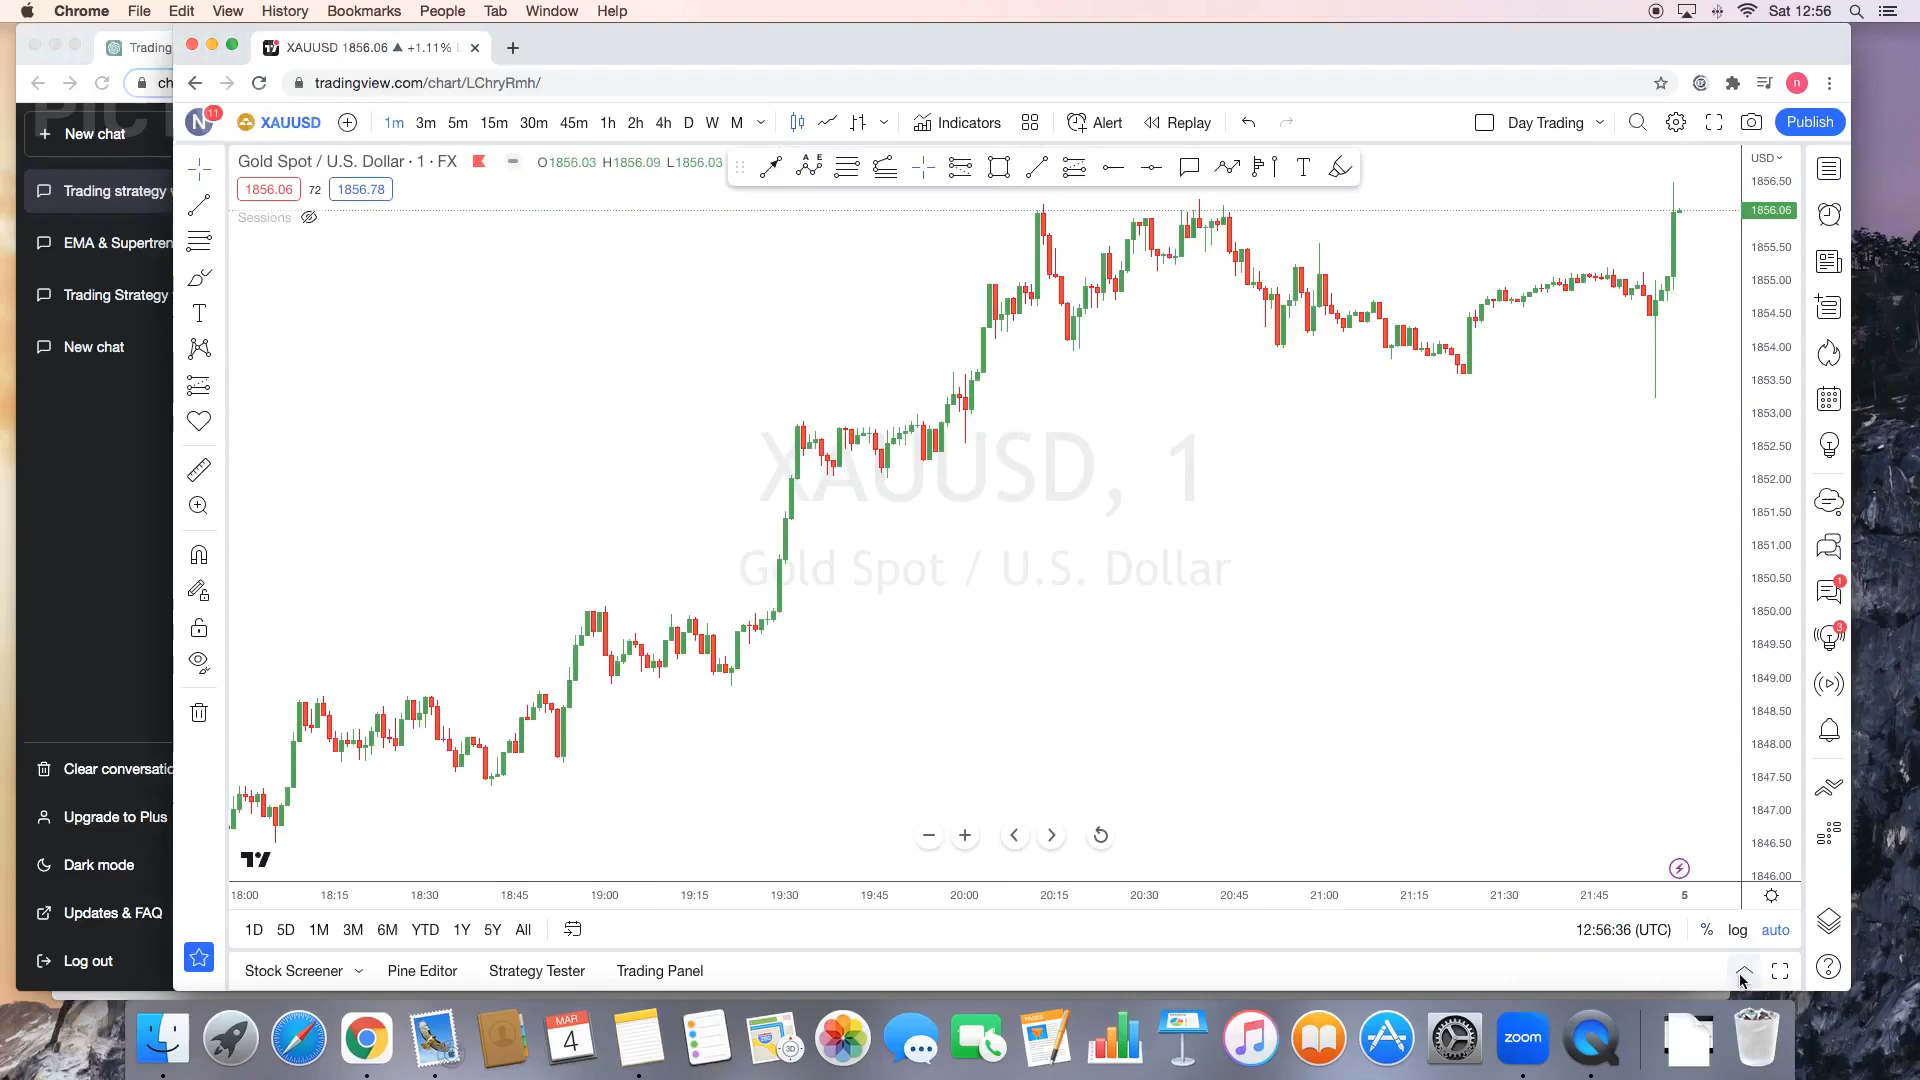 Chrome File Edit View History Bookmarks People Tab Window Help Sat 12:56
Trading
XAUUSD 1856.06 ▲ +1.11%
ch
tradingview.com/chart/LChryRmh/
n
PICT
New chat
Trading strategy
EMA & Supertren
Trading Strategy
New chat
Clear conversatio
Upgrade to Plus
Dark mode
Updates & FAQ
Log out
N 11 XAUUSD 1m 3m 5m 15m 30m 45m 1h 2h 4h D W M Indicators Alert Replay Day Trading Publish
Gold Spot / U.S. Dollar · 1 · FX O1856.03 H1856.09 L1856.03
1856.06 72 1856.78
Sessions
XAUUSD, 1
Gold Spot / U.S. Dollar
USD
1856.50
1856.06
1855.50
1855.00
1854.50
1854.00
1853.50
1853.00
1852.50
1852.00
1851.50
1851.00
1850.50
1850.00
1849.50
1849.00
1848.50
1848.00
1847.50
1847.00
1846.50
1846.00
1
3
18:00 18:15 18:30 18:45 19:00 19:15 19:30 19:45 20:00 20:15 20:30 20:45 21:00 21:15 21:30 21:45 5
1D 5D 1M 3M 6M YTD 1Y 5Y All 12:56:36 (UTC) % log auto
Stock Screener Pine Editor Strategy Tester Trading Panel
MAR
4
280
3D
zoom